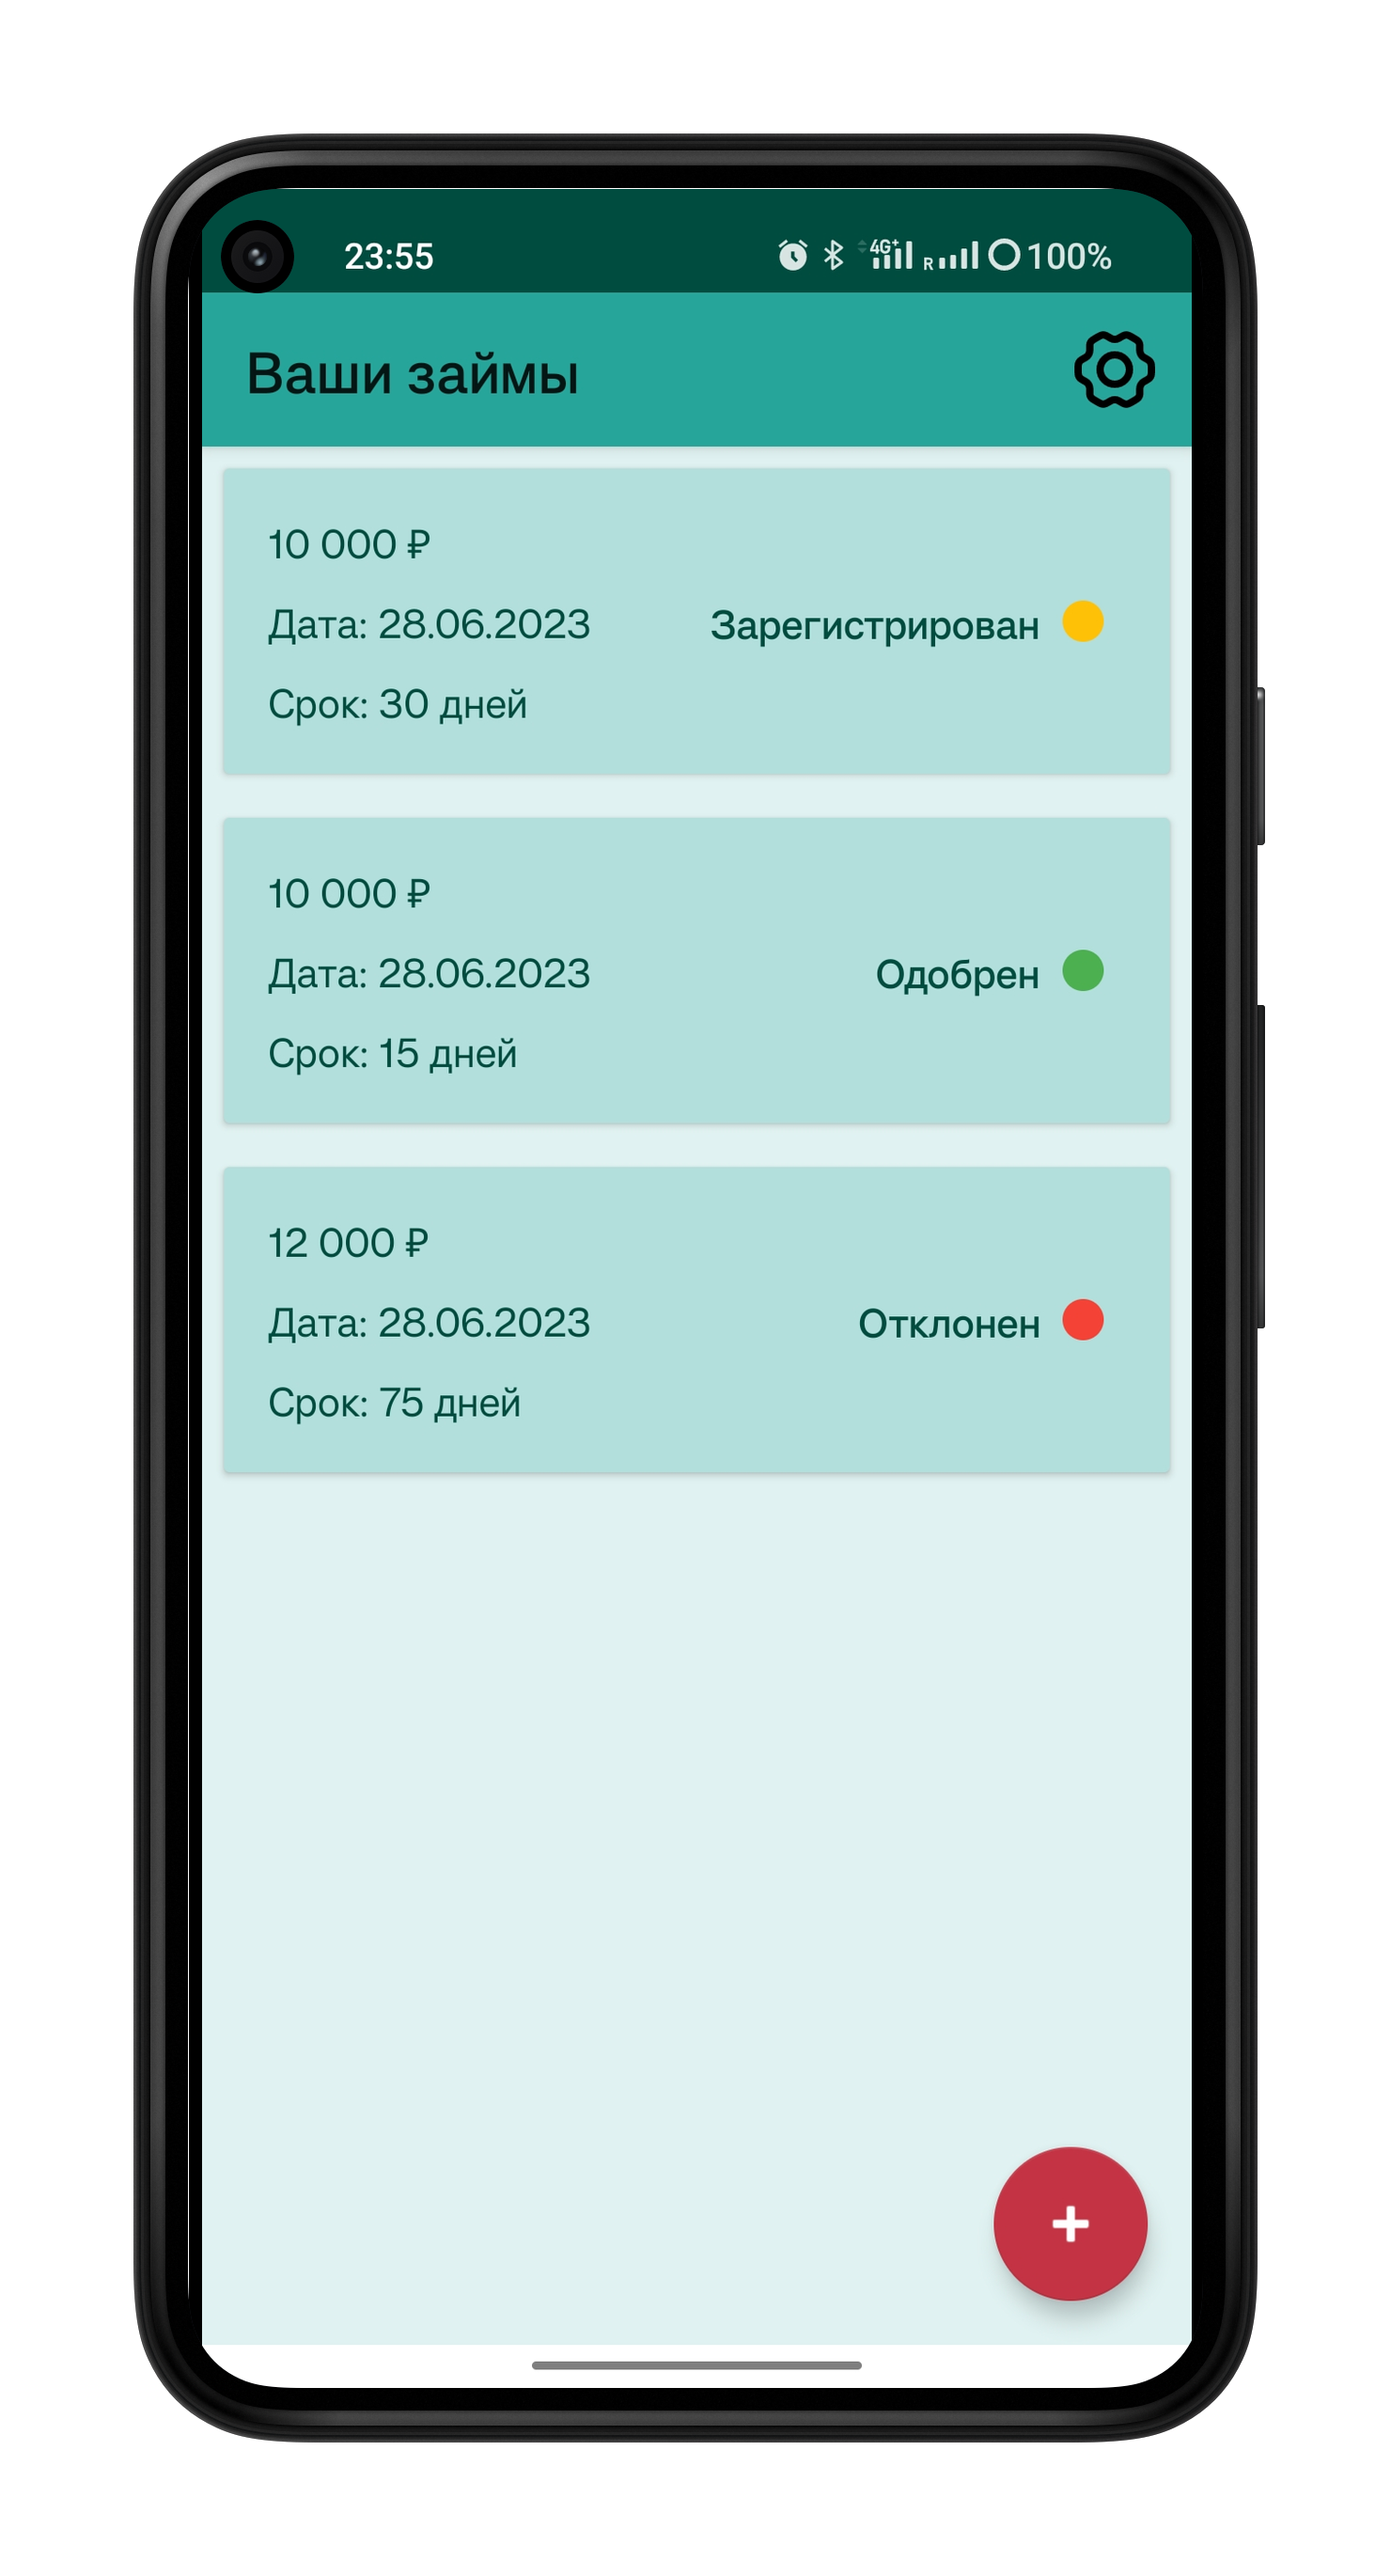 23:55 4G+ R 100%
Ваши займы
10 000 ₽
Дата: 28.06.2023 Зарегистрирован
Срок: 30 дней
10 000 ₽
Дата: 28.06.2023 Одобрен
Срок: 15 дней
12 000 ₽
Дата: 28.06.2023 Отклонен
Срок: 75 дней
+